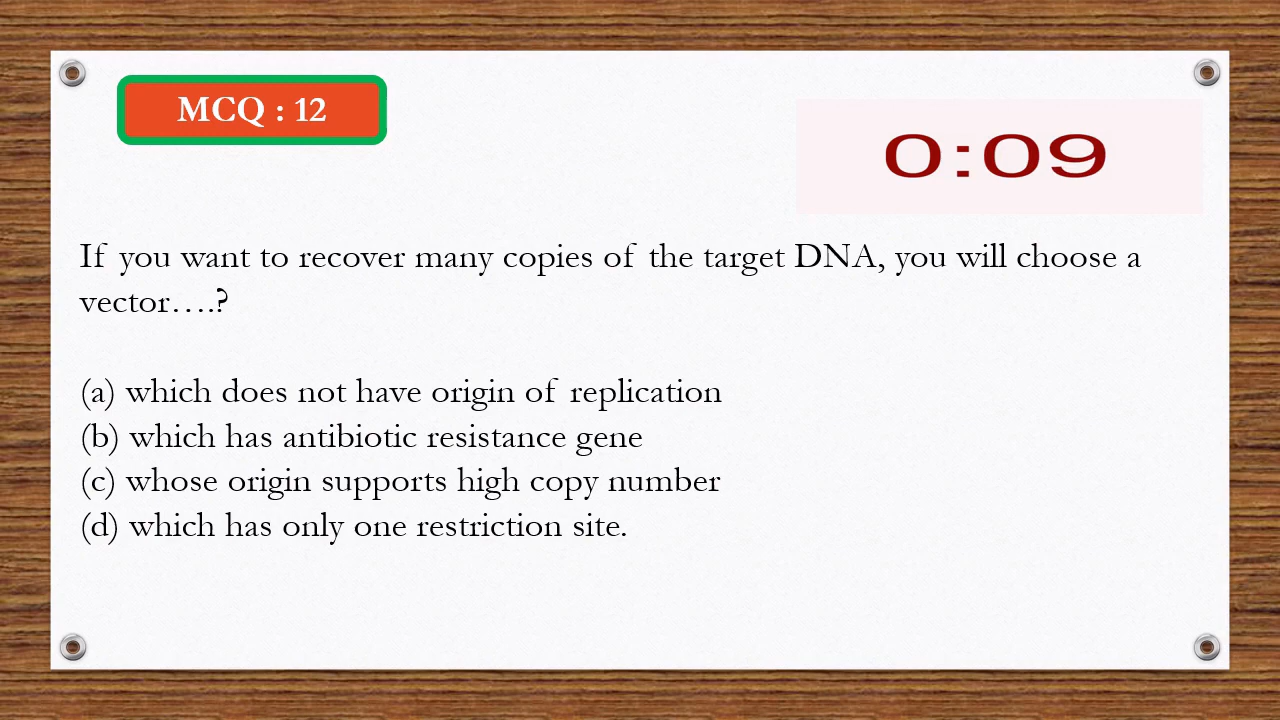 MCQ : 12
0:09
If you want to recover many copies of the target DNA, you will choose a
vector….?
(a) which does not have origin of replication
(b) which has antibiotic resistance gene
(c) whose origin supports high copy number
(d) which has only one restriction site.